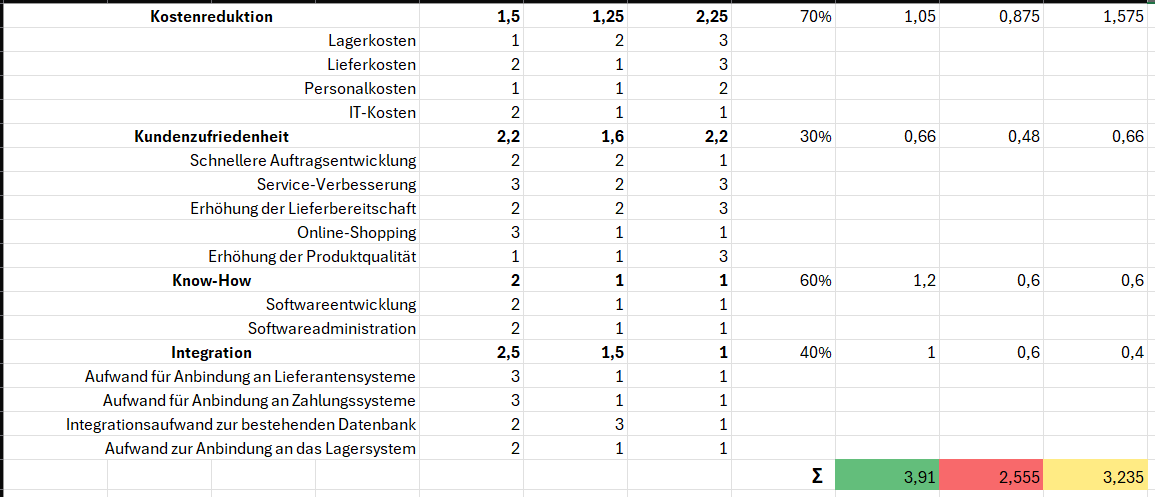 Kostenreduktion 1,5 1,25 2,25 70% 1,05 0,875 1,575
Lagerkosten 1 2 3
Lieferkosten 2 1 3
Personalkosten 1 1 2
IT-Kosten 2 1 1
Kundenzufriedenheit 2,2 1,6 2,2 30% 0,66 0,48 0,66
Schnellere Auftragsentwicklung 2 2 1
Service-Verbesserung 3 2 3
Erhöhung der Lieferbereitschaft 2 2 3
Online-Shopping 3 1 1
Erhöhung der Produktqualität 1 1 3
Know-How 2 1 1 60% 1,2 0,6 0,6
Softwareentwicklung 2 1 1
Softwareadministration 2 1 1
Integration 2,5 1,5 1 40% 1 0,6 0,4
Aufwand für Anbindung an Lieferantensysteme 3 1 1
Aufwand für Anbindung an Zahlungssysteme 3 1 1
Integrationsaufwand zur bestehenden Datenbank 2 3 1
Aufwand zur Anbindung an das Lagersystem 2 1 1
Σ 3,91 2,555 3,235